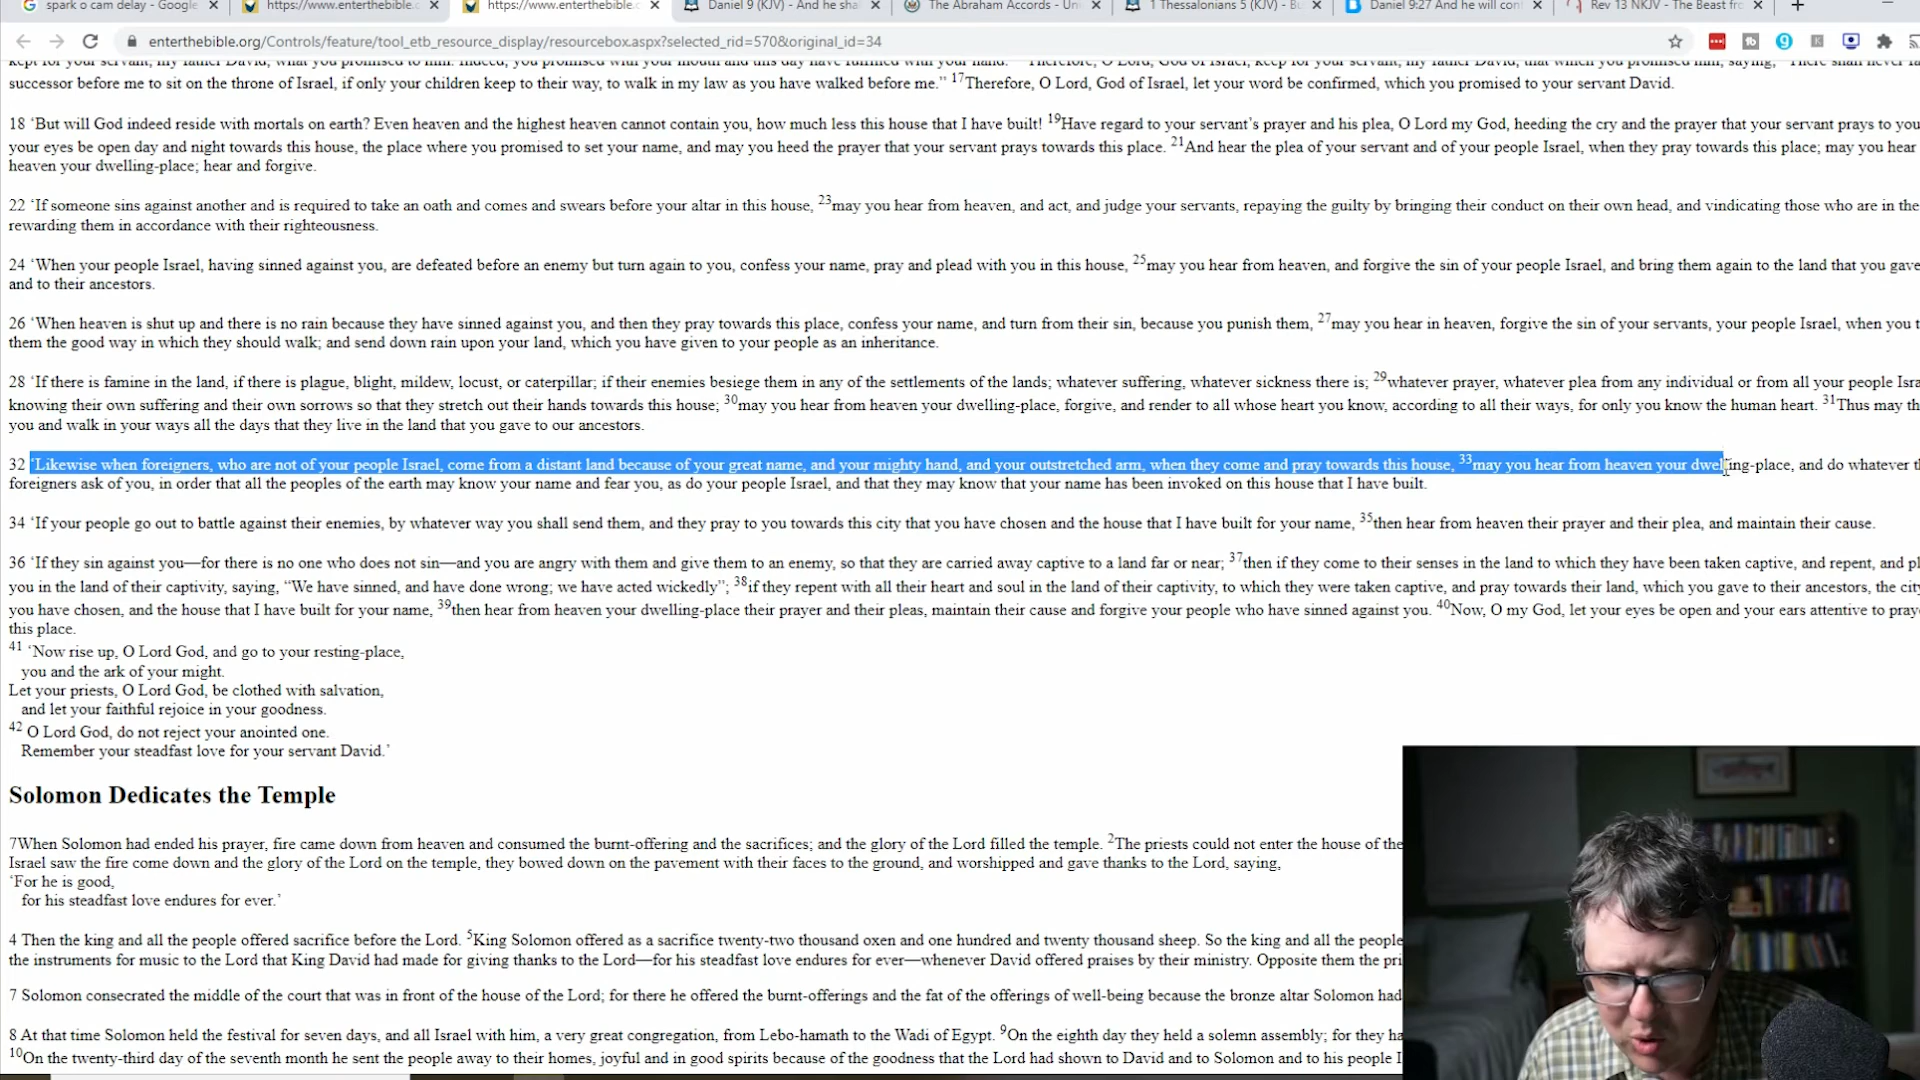 spark o cam delay - Google
https://www.enterthebible.c
https://www.enterthebible.c
Daniel 9 (KJV) - And he sha
The Abraham Accords - Un
1 Thessalonians 5 (KJV) - B
Daniel 9:27 And he will con
Rev 13 NKJV - The Beast fro
enterthebible.org/Controls/feature/tool_etb_resource_display/resourcebox.aspx?selected_rid=570&original_id=34
successor before me to sit on the throne of Israel, if only your children keep to their way, to walk in my law as you have walked before me.” 17Therefore, O Lord, God of Israel, let your word be confirmed, which you promised to your servant David.
18 ‘But will God indeed reside with mortals on earth? Even heaven and the highest heaven cannot contain you, how much less this house that I have built! 19Have regard to your servant’s prayer and his plea, O Lord my God, heeding the cry and the prayer that your servant prays to you
your eyes be open day and night towards this house, the place where you promised to set your name, and may you heed the prayer that your servant prays towards this place. 21And hear the plea of your servant and of your people Israel, when they pray towards this place; may you hear
heaven your dwelling-place; hear and forgive.
22 ‘If someone sins against another and is required to take an oath and comes and swears before your altar in this house, 23may you hear from heaven, and act, and judge your servants, repaying the guilty by bringing their conduct on their own head, and vindicating those who are in the
rewarding them in accordance with their righteousness.
24 ‘When your people Israel, having sinned against you, are defeated before an enemy but turn again to you, confess your name, pray and plead with you in this house, 25may you hear from heaven, and forgive the sin of your people Israel, and bring them again to the land that you gave
and to their ancestors.
26 ‘When heaven is shut up and there is no rain because they have sinned against you, and then they pray towards this place, confess your name, and turn from their sin, because you punish them, 27may you hear in heaven, forgive the sin of your servants, your people Israel, when you t
them the good way in which they should walk; and send down rain upon your land, which you have given to your people as an inheritance.
28 ‘If there is famine in the land, if there is plague, blight, mildew, locust, or caterpillar; if their enemies besiege them in any of the settlements of the lands; whatever suffering, whatever sickness there is; 29whatever prayer, whatever plea from any individual or from all your people Isra
knowing their own suffering and their own sorrows so that they stretch out their hands towards this house; 30may you hear from heaven your dwelling-place, forgive, and render to all whose heart you know, according to all their ways, for only you know the human heart. 31Thus may th
you and walk in your ways all the days that they live in the land that you gave to our ancestors.
32 ‘Likewise when foreigners, who are not of your people Israel, come from a distant land because of your great name, and your mighty hand, and your outstretched arm, when they come and pray towards this house, 33may you hear from heaven your dwelling-place, and do whatever th
foreigners ask of you, in order that all the peoples of the earth may know your name and fear you, as do your people Israel, and that they may know that your name has been invoked on this house that I have built.
34 ‘If your people go out to battle against their enemies, by whatever way you shall send them, and they pray to you towards this city that you have chosen and the house that I have built for your name, 35then hear from heaven their prayer and their plea, and maintain their cause.
36 ‘If they sin against you—for there is no one who does not sin—and you are angry with them and give them to an enemy, so that they are carried away captive to a land far or near; 37then if they come to their senses in the land to which they have been taken captive, and repent, and pl
you in the land of their captivity, saying, “We have sinned, and have done wrong; we have acted wickedly”; 38if they repent with all their heart and soul in the land of their captivity, to which they were taken captive, and pray towards their land, which you gave to their ancestors, the city
you have chosen, and the house that I have built for your name, 39then hear from heaven your dwelling-place their prayer and their pleas, maintain their cause and forgive your people who have sinned against you. 40Now, O my God, let your eyes be open and your ears attentive to pray
this place.
41 ‘Now rise up, O Lord God, and go to your resting-place,
you and the ark of your might.
Let your priests, O Lord God, be clothed with salvation,
and let your faithful rejoice in your goodness.
42 O Lord God, do not reject your anointed one.
Remember your steadfast love for your servant David.’
Solomon Dedicates the Temple
7When Solomon had ended his prayer, fire came down from heaven and consumed the burnt-offering and the sacrifices; and the glory of the Lord filled the temple. 2The priests could not enter the house of the
Israel saw the fire come down and the glory of the Lord on the temple, they bowed down on the pavement with their faces to the ground, and worshipped and gave thanks to the Lord, saying,
‘For he is good,
for his steadfast love endures for ever.’
4 Then the king and all the people offered sacrifice before the Lord. 5King Solomon offered as a sacrifice twenty-two thousand oxen and one hundred and twenty thousand sheep. So the king and all the people
the instruments for music to the Lord that King David had made for giving thanks to the Lord—for his steadfast love endures for ever—whenever David offered praises by their ministry. Opposite them the pri
7 Solomon consecrated the middle of the court that was in front of the house of the Lord; for there he offered the burnt-offerings and the fat of the offerings of well-being because the bronze altar Solomon had
8 At that time Solomon held the festival for seven days, and all Israel with him, a very great congregation, from Lebo-hamath to the Wadi of Egypt. 9On the eighth day they held a solemn assembly; for they ha
10On the twenty-third day of the seventh month he sent the people away to their homes, joyful and in good spirits because of the goodness that the Lord had shown to David and to Solomon and to his people I